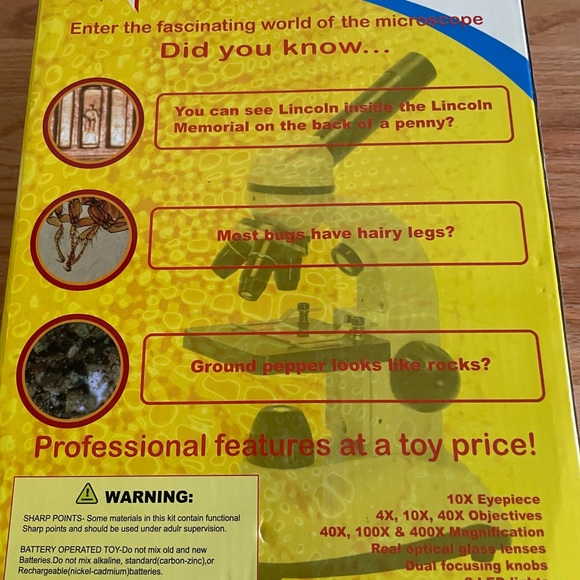 Enter the fascinating world of the microscope
Did you know...
You can see Lincoln inside the Lincoln
Memorial on the back of a penny?
Most bugs have hairy legs?
Ground pepper looks like rocks?
Professional features at a toy price!
WARNING:
SHARP POINTS- Some materials in this kit contain functional
Sharp points and should be used under adulr supervision.
BATTERY OPERATED TOY-Do not mix old and new
Batteries.Do not mix alkaline, standard(carbon-zinc),or
Rechargeable(nickel-cadmium)batteries.
10X Eyepiece
4X, 10X, 40X Objectives
40X, 100X & 400X Magnification
Real optical glass lenses
Dual focusing knobs
LED lights